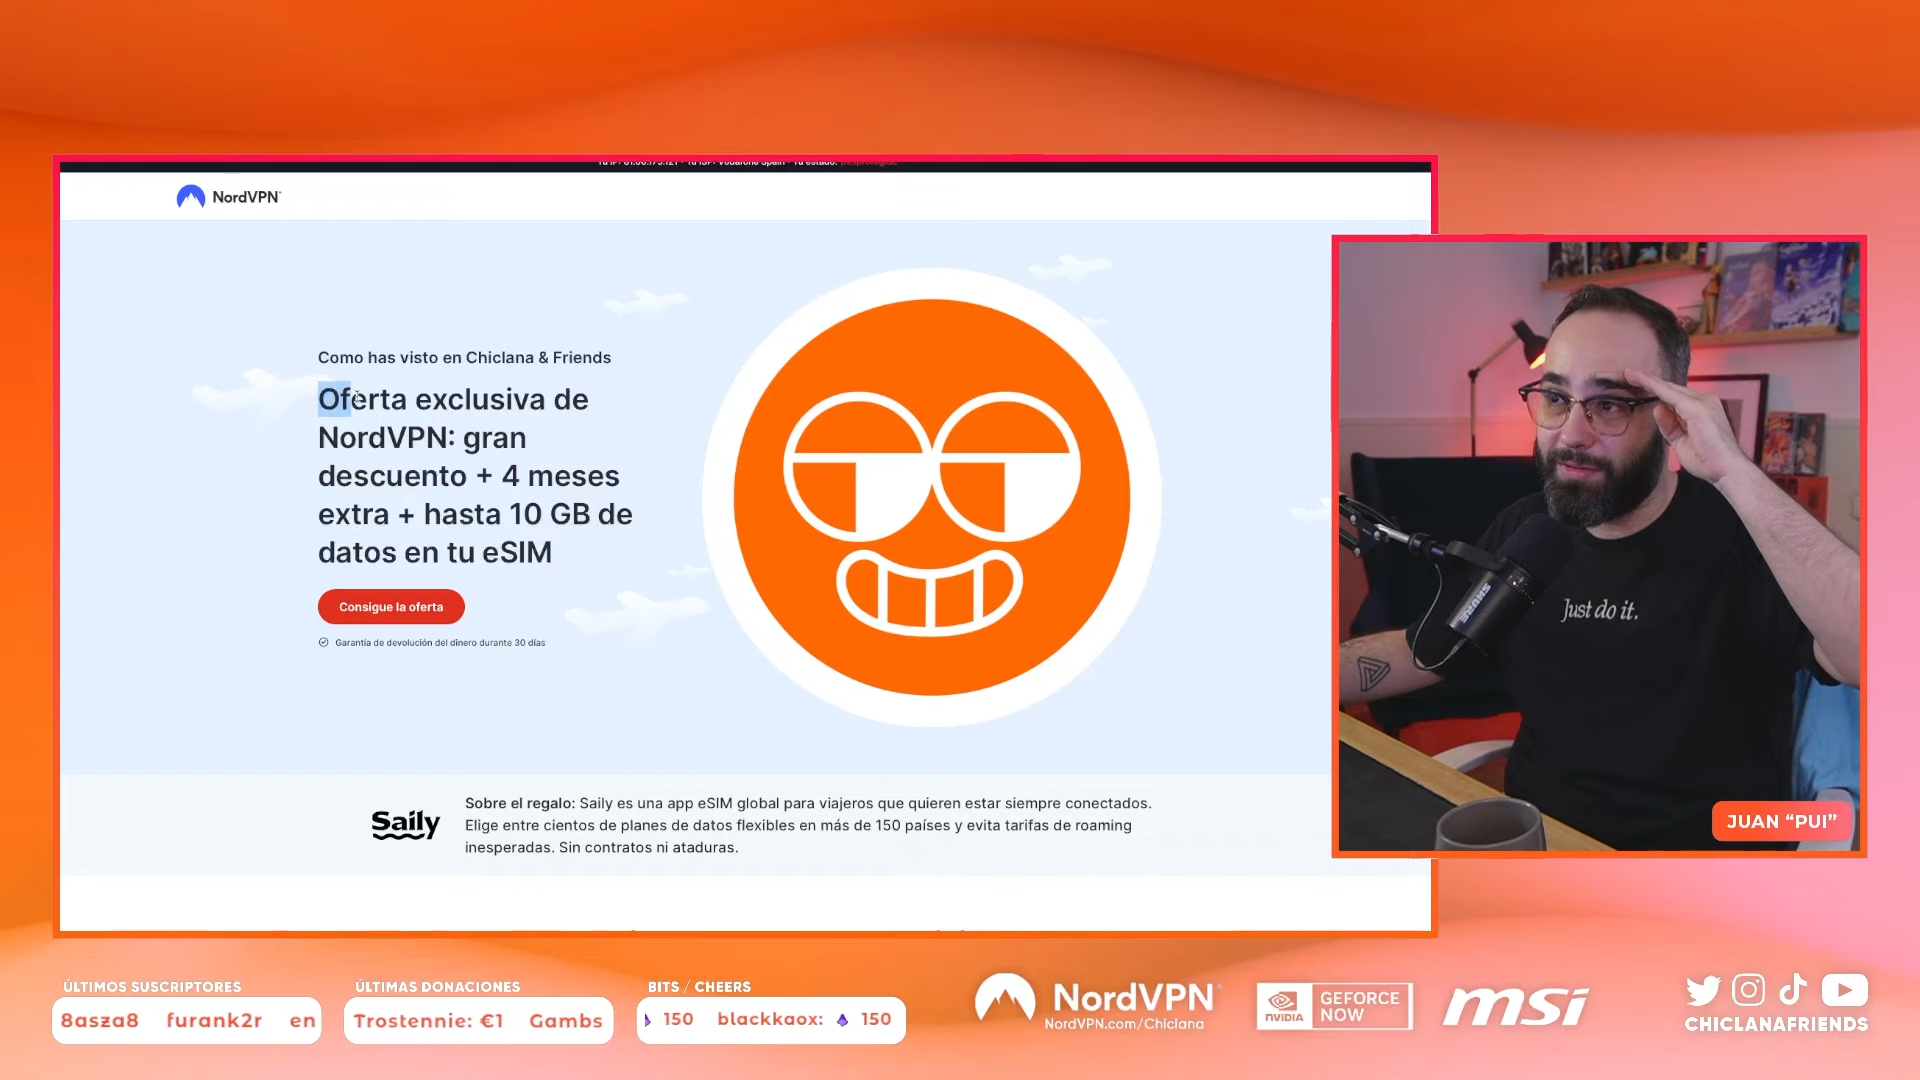 NordVPN
Como has visto en Chiclana & Friends
Oferta exclusiva de
NordVPN: gran
descuento + 4 meses
extra + hasta 10 GB de
datos en tu eSIM
Consigue la oferta
Garantía de devolución del dinero durante 30 días
Saily
Sobre el regalo: Saily es una app eSIM global para viajeros que quieren estar siempre conectados.
Elige entre cientos de planes de datos flexibles en más de 150 países y evita tarifas de roaming
inesperadas. Sin contratos ni ataduras.
Just do it.
SHURE
JUAN “PUI”
ÚLTIMOS SUSCRIPTORES
8asza8 furank2r en
ÚLTIMAS DONACIONES
Trostennie: €1 Gambs
BITS / CHEERS
150 blackkaox: 150
NordVPN
NordVPN.com/Chiclana
NVIDIA
GEFORCE
NOW
msi
CHICLANAFRIENDS